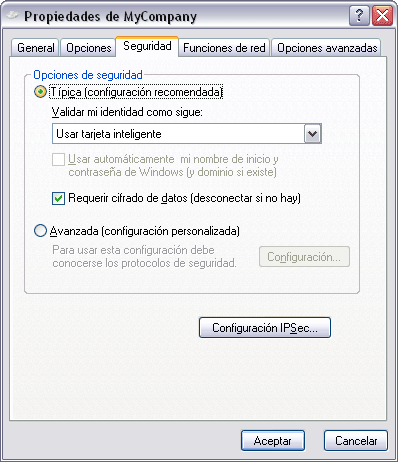 Propiedades de MyCompany
General
Opciones
Seguridad
Funciones de red
Opciones avanzadas
Opciones de seguridad
Típica (configuración recomendada)
Validar mi identidad como sigue:
Usar tarjeta inteligente
Usar automáticamente mi nombre de inicio y
contraseña de Windows (y dominio si existe)
Requerir cifrado de datos (desconectar si no hay)
Avanzada (configuración personalizada)
Para usar esta configuración debe
conocerse los protocolos de seguridad.
Configuración...
Configuración IPSec...
Aceptar
Cancelar